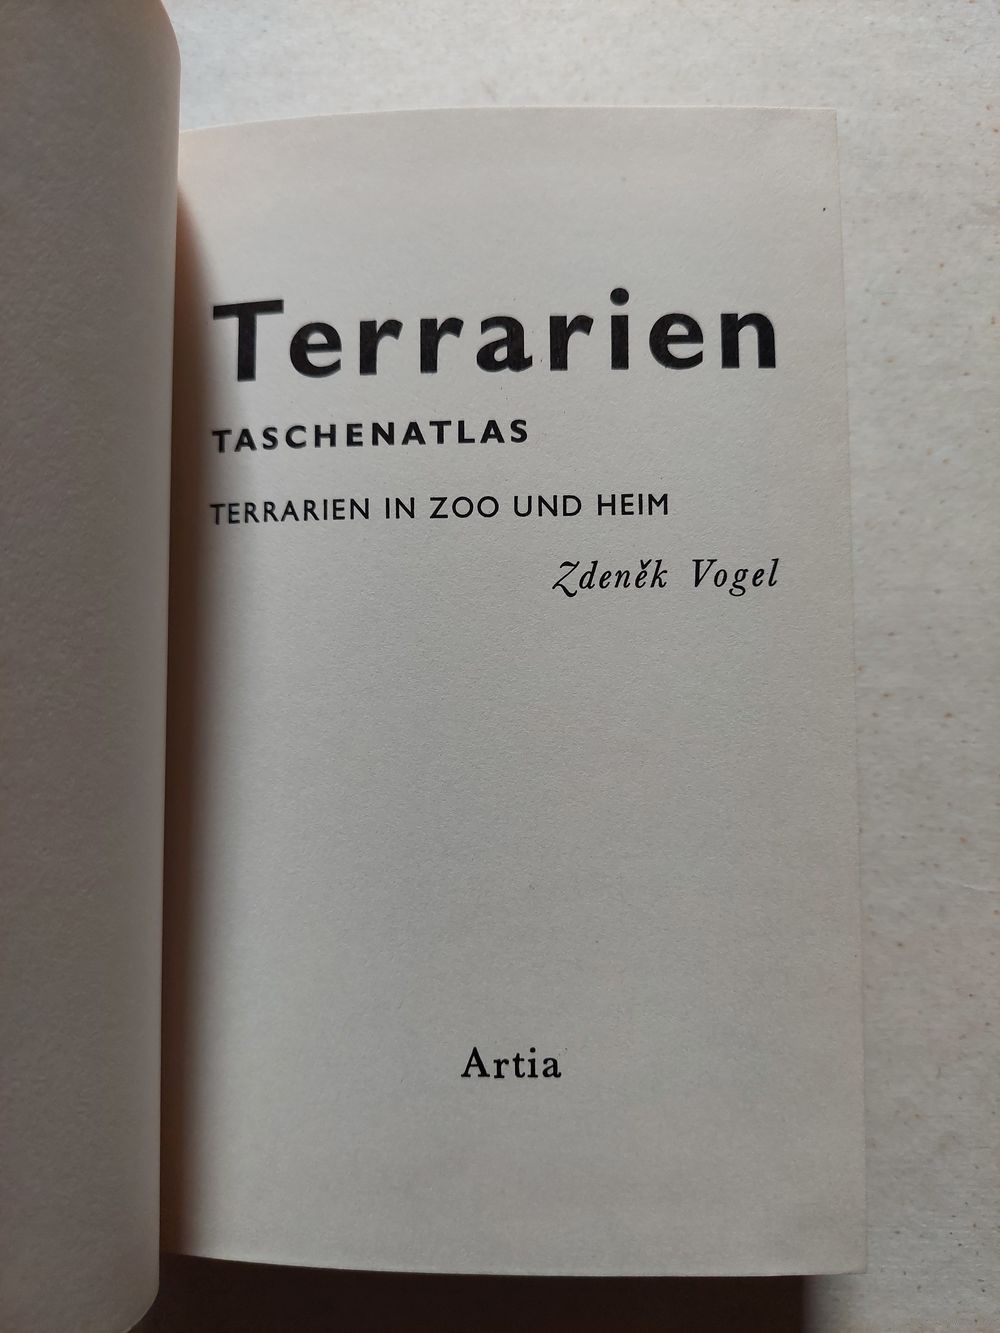 Terrarien
TASCHENATLAS
TERRARIEN IN ZOO UND HEIM
Zdeněk Vogel
Artia